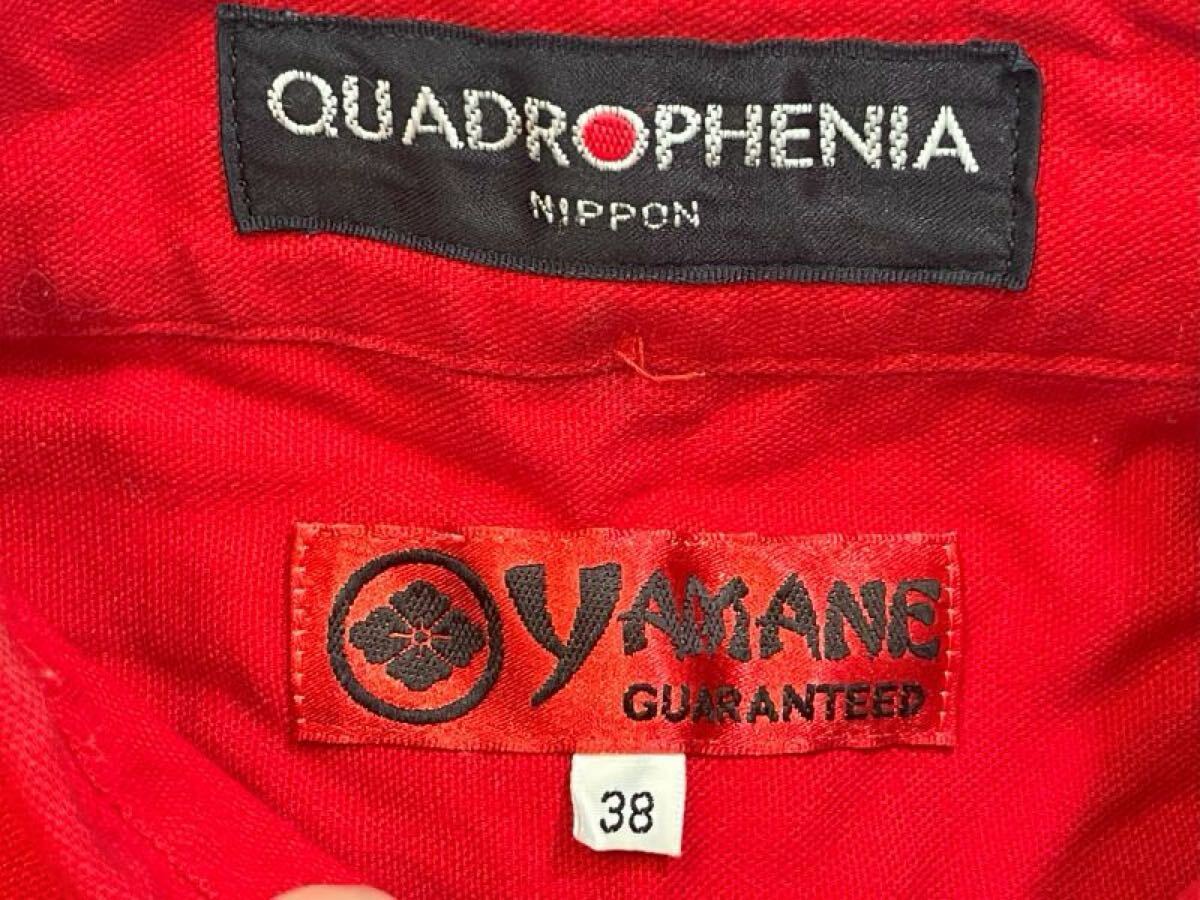 QUADROPHENIA
NIPPON
YAMANE
GUARANTEED
38